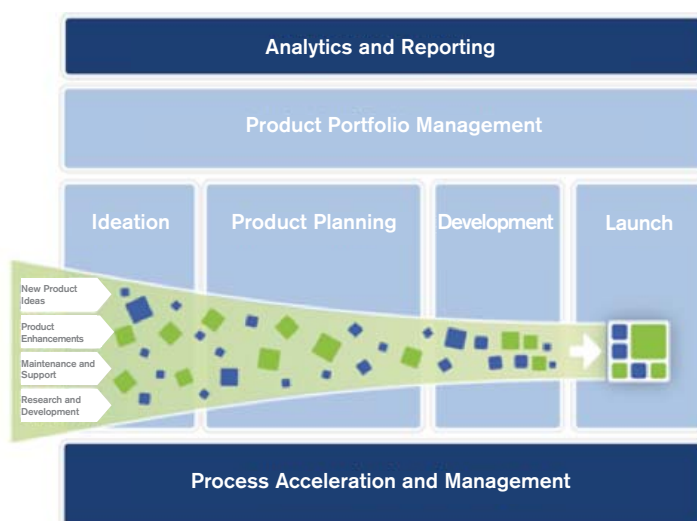 Analytics and Reporting
Product Portfolio Management
Ideation
Product Planning
Development
Launch
New Product
Ideas
Product
Enhancements
Maintenance and
Support
Research and
Development
Process Acceleration and Management